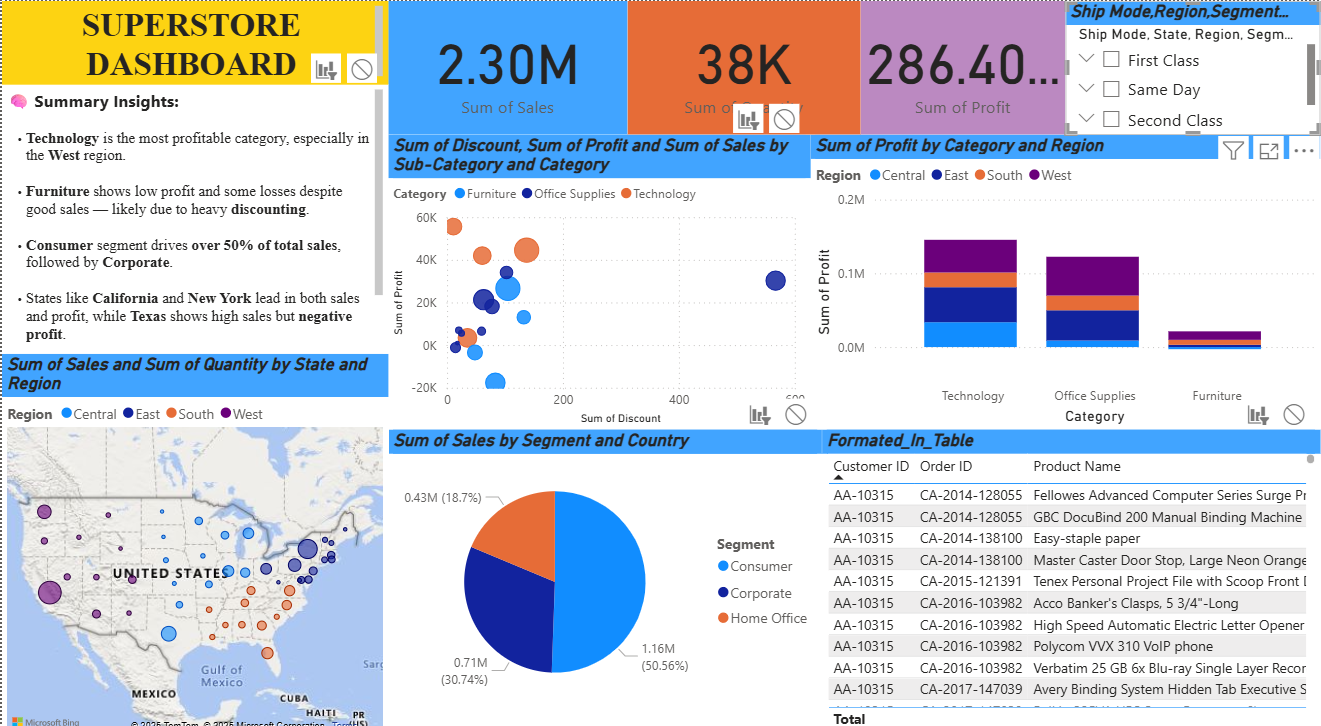 SUPERSTORE
DASHBOARD
2.30M
Sum of Sales
38K
Sum of Quantity
286.40...
Sum of Profit
Ship Mode,Region,Segment...
Ship Mode, State, Region, Segm...
First Class
Same Day
Second Class
Summary Insights:
• Technology is the most profitable category, especially in
the West region.
• Furniture shows low profit and some losses despite
good sales — likely due to heavy discounting.
• Consumer segment drives over 50% of total sales,
followed by Corporate.
• States like California and New York lead in both sales
and profit, while Texas shows high sales but negative
profit.
Sum of Discount, Sum of Profit and Sum of Sales by
Sub-Category and Category
Category Furniture Office Supplies Technology
Sum of Profit
60K
40K
20K
0K
-20K
0 200 400 600
Sum of Discount
Sum of Profit by Category and Region
Region Central East South West
Sum of Profit
0.2M
0.1M
0.0M
Technology Office Supplies Furniture
Category
Sum of Sales and Sum of Quantity by State and
Region
Region Central East South West
UNITED STATES
Gulf of
Mexico
MEXICO
CUBA
HAITI
PR
(US)
Sarg
Microsoft Bing
© 2025 TomTom, © 2025 Microsoft Corporation, Terms
Sum of Sales by Segment and Country
0.43M (18.7%)
0.71M
(30.74%)
1.16M
(50.56%)
Segment
Consumer
Corporate
Home Office
Formated_In_Table
Customer ID Order ID Product Name
AA-10315 CA-2014-128055 Fellowes Advanced Computer Series Surge Pr
AA-10315 CA-2014-128055 GBC DocuBind 200 Manual Binding Machine
AA-10315 CA-2014-138100 Easy-staple paper
AA-10315 CA-2014-138100 Master Caster Door Stop, Large Neon Orange
AA-10315 CA-2015-121391 Tenex Personal Project File with Scoop Front D
AA-10315 CA-2016-103982 Acco Banker's Clasps, 5 3/4"-Long
AA-10315 CA-2016-103982 High Speed Automatic Electric Letter Opener
AA-10315 CA-2016-103982 Polycom VVX 310 VoIP phone
AA-10315 CA-2016-103982 Verbatim 25 GB 6x Blu-ray Single Layer Recor
AA-10315 CA-2017-147039 Avery Binding System Hidden Tab Executive S
Total